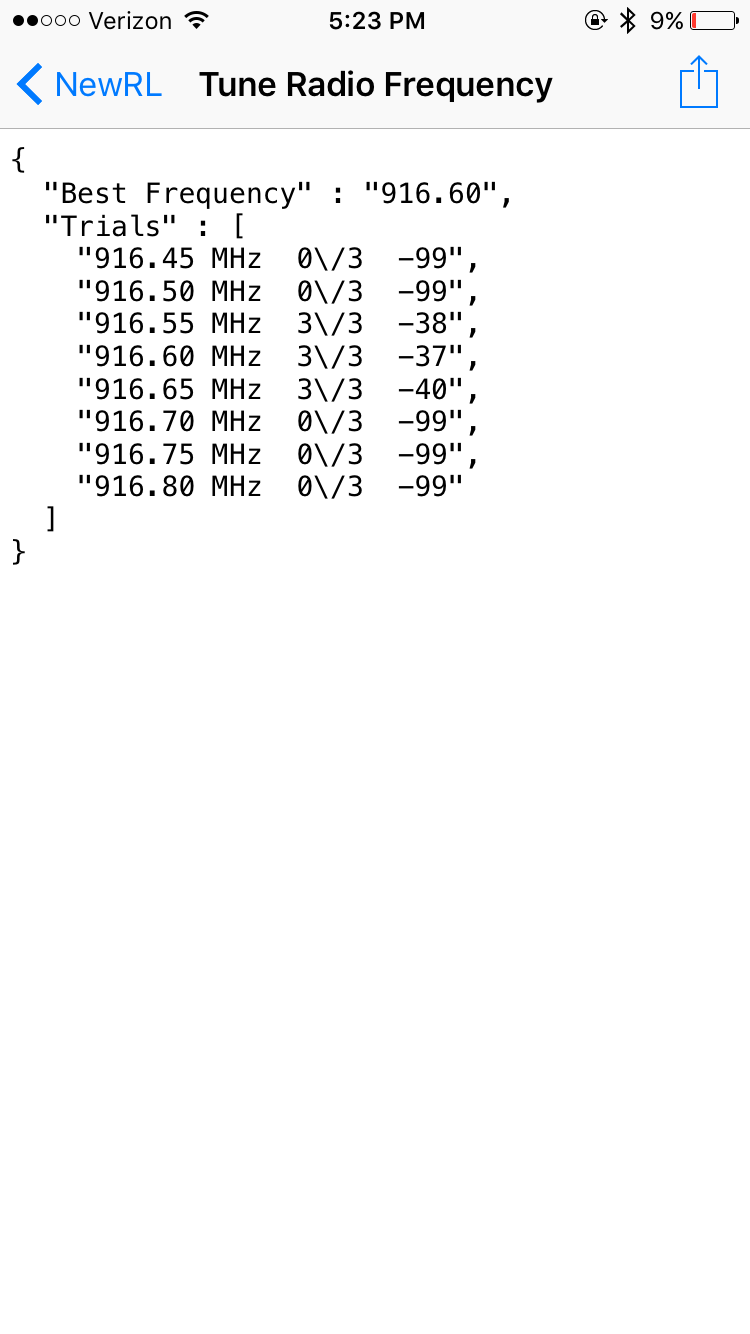 Verizon 5:23 PM 9%
NewRL Tune Radio Frequency
{
  "Best Frequency" : "916.60",
  "Trials" : [
    "916.45 MHz  0\/3  -99",
    "916.50 MHz  0\/3  -99",
    "916.55 MHz  3\/3  -38",
    "916.60 MHz  3\/3  -37",
    "916.65 MHz  3\/3  -40",
    "916.70 MHz  0\/3  -99",
    "916.75 MHz  0\/3  -99",
    "916.80 MHz  0\/3  -99"
  ]
}